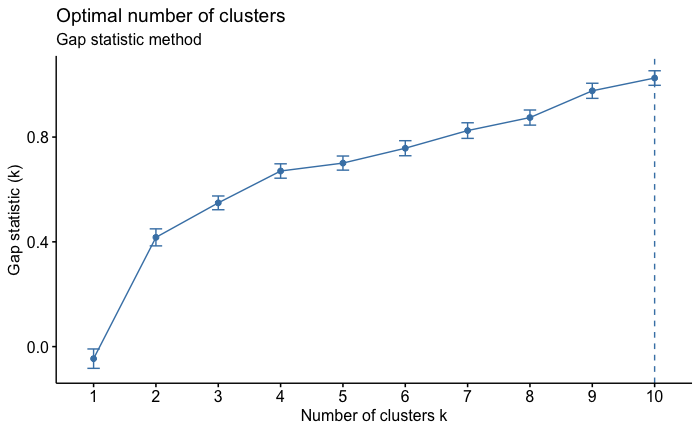 Optimal number of clusters
Gap statistic method
Gap statistic (k)
0.8
0.4
0.0
1 2 3 4 5 6 7 8 9 10
Number of clusters k